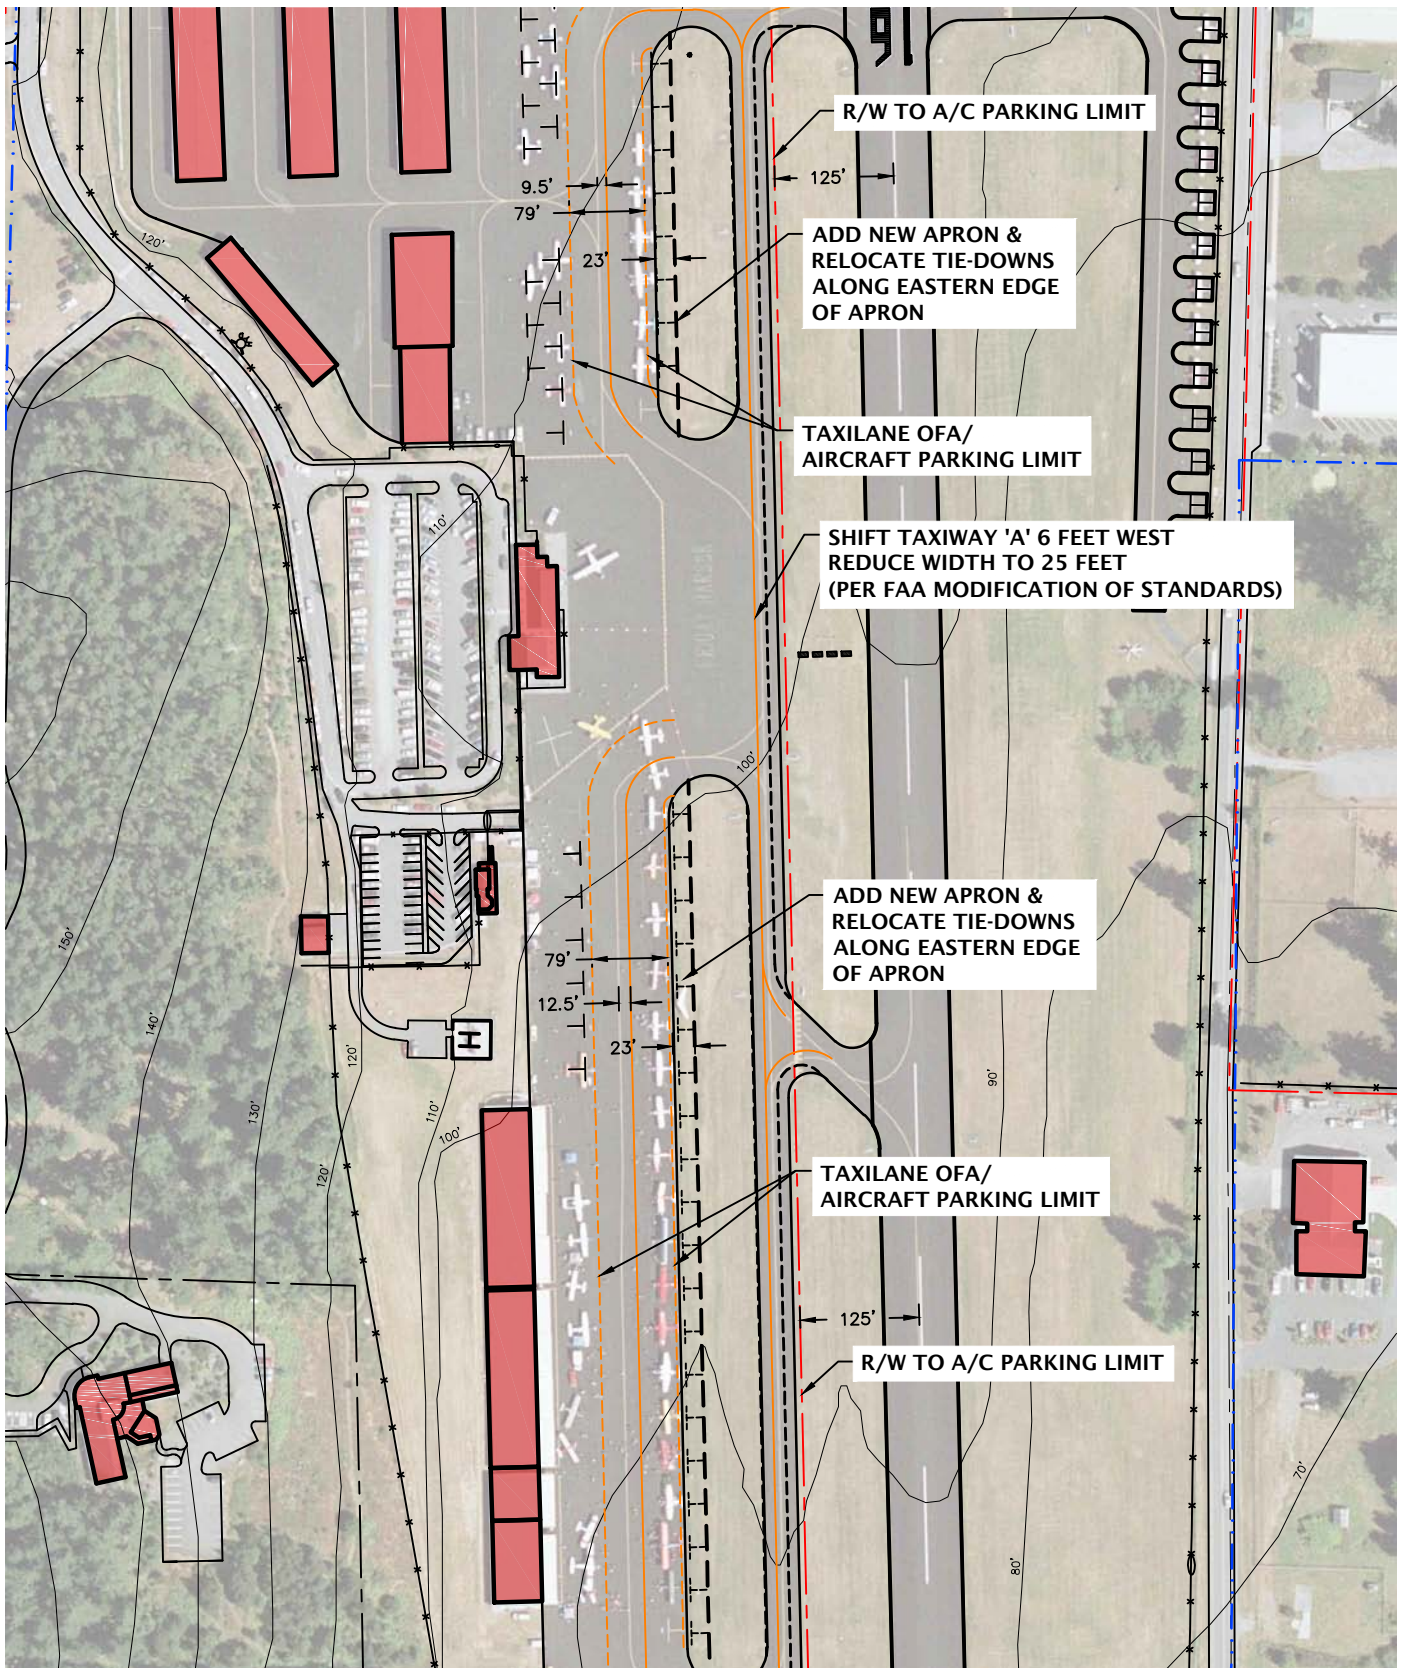 R/W TO A/C PARKING LIMIT
125'
9.5'
79'
ADD NEW APRON &
RELOCATE TIE-DOWNS
ALONG EASTERN EDGE
OF APRON
120'
23'
TAXILANE OFA/
AIRCRAFT PARKING LIMIT
110'
SHIFT TAXIWAY 'A' 6 FEET WEST
REDUCE WIDTH TO 25 FEET
(PER FAA MODIFICATION OF STANDARDS)
FRIDAY HARBOR
100'
ADD NEW APRON &
RELOCATE TIE-DOWNS
ALONG EASTERN EDGE
OF APRON
150'
79'
12.5'
140'
H
23'
120'
90'
130'
110'
100'
120'
TAXILANE OFA/
AIRCRAFT PARKING LIMIT
125'
R/W TO A/C PARKING LIMIT
70'
80'